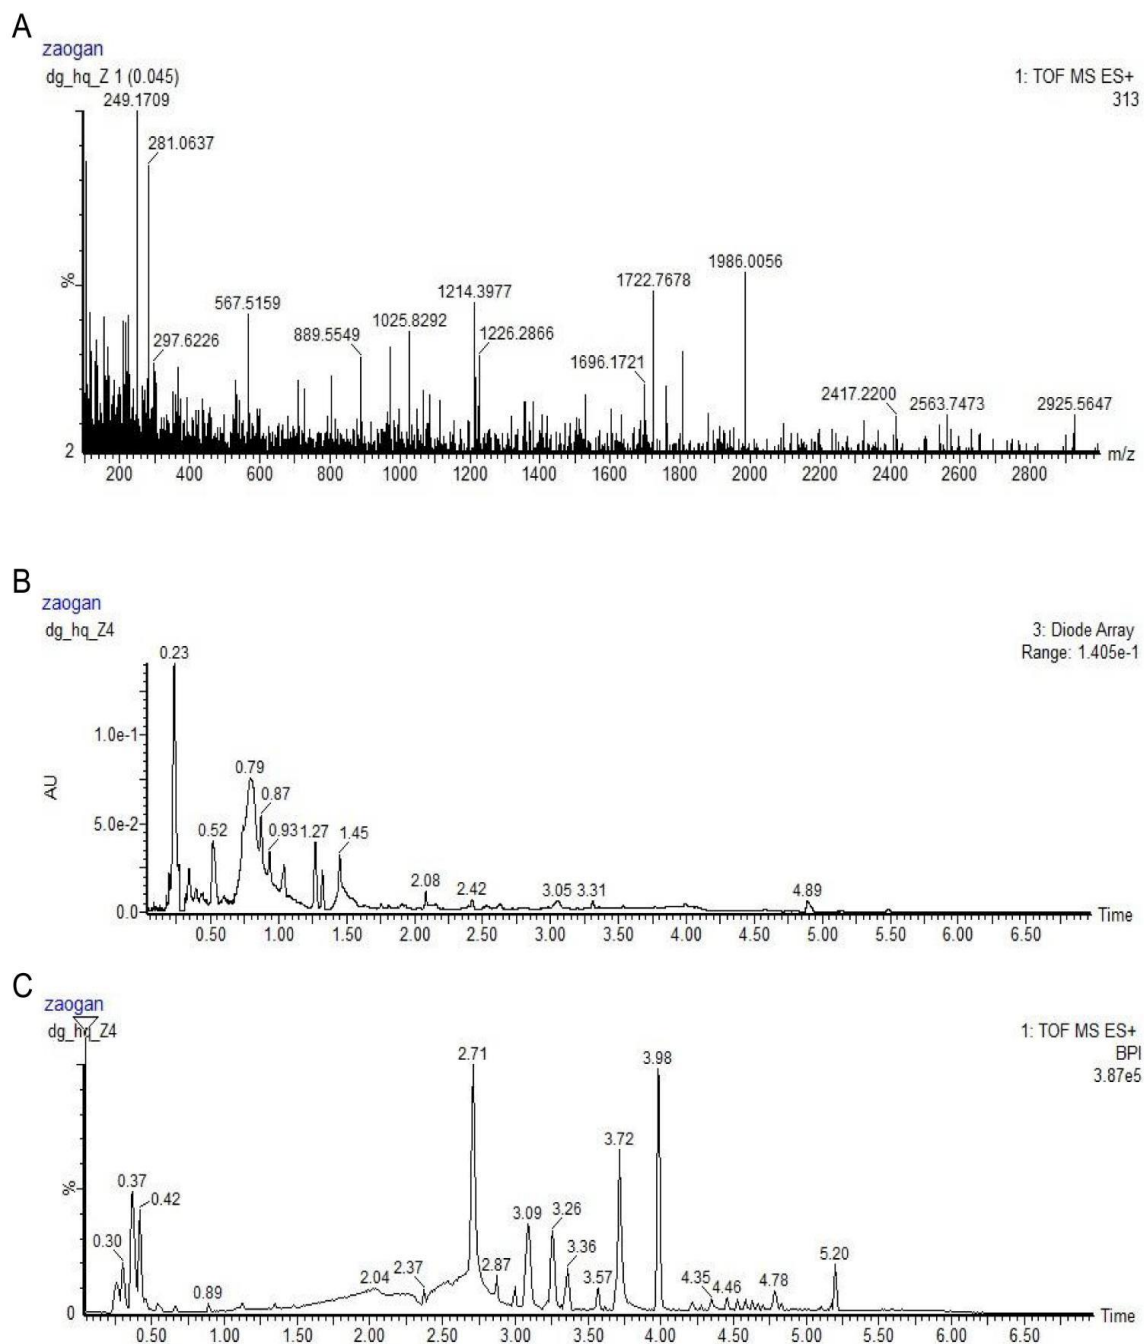 A
zaogan
dg_hq_Z 1 (0.045)
1: TOF MS ES+
313
249.1709
281.0637
1986.0056
1722.7678
1214.3977
567.5159
1025.8292
889.5549
1226.2866
297.6226
1696.1721
2417.2200
2563.7473
2925.5647
%
2
200 400 600 800 1000 1200 1400 1600 1800 2000 2200 2400 2600 2800
m/z
B
zaogan
dg_hq_Z4
3: Diode Array
Range: 1.405e-1
0.23
1.0e-1
0.79
0.87
AU
5.0e-2
0.52
0.93
1.27
1.45
2.08
2.42
3.05
3.31
4.89
0.0
0.50 1.00 1.50 2.00 2.50 3.00 3.50 4.00 4.50 5.00 5.50 6.00 6.50
Time
C
zaogan
dg_hq_Z4
1: TOF MS ES+
BPI
3.87e5
2.71
3.98
3.72
0.37
0.42
%
3.09
3.26
0.30
3.36
5.20
2.37
2.87
2.04
3.57
4.35
4.46
4.78
0.89
0
0.50 1.00 1.50 2.00 2.50 3.00 3.50 4.00 4.50 5.00 5.50 6.00 6.50
Time